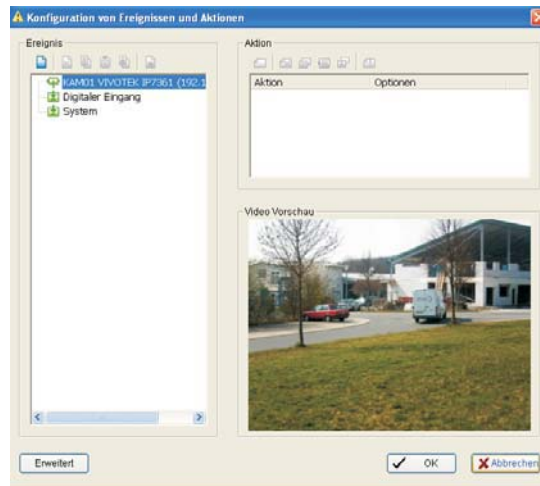 Konfiguration von Ereignissen und Aktionen
Ereignis
KAM01 VIVOTEK IP7361 (192.1
Digitaler Eingang
System
Aktion
Aktion Optionen
Video Vorschau
Erweitert
OK
Abbrechen